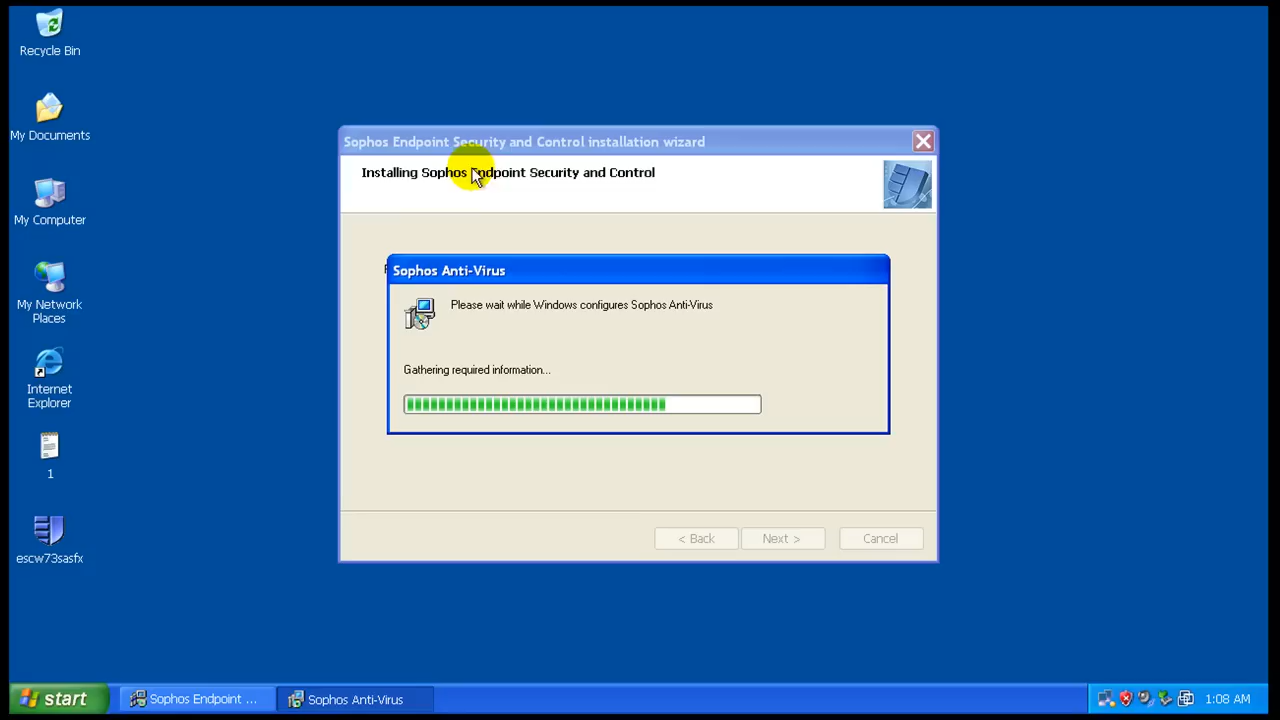 Recycle Bin
My Documents
My Computer
My Network
Places
Internet
Explorer
1
escw73sasfx
Sophos Endpoint Security and Control installation wizard
Installing Sophos Endpoint Security and Control
Sophos Anti-Virus
Please wait while Windows configures Sophos Anti-Virus
Gathering required information...
< Back
Next >
Cancel
start
Sophos Endpoint ...
Sophos Anti-Virus
1:08 AM